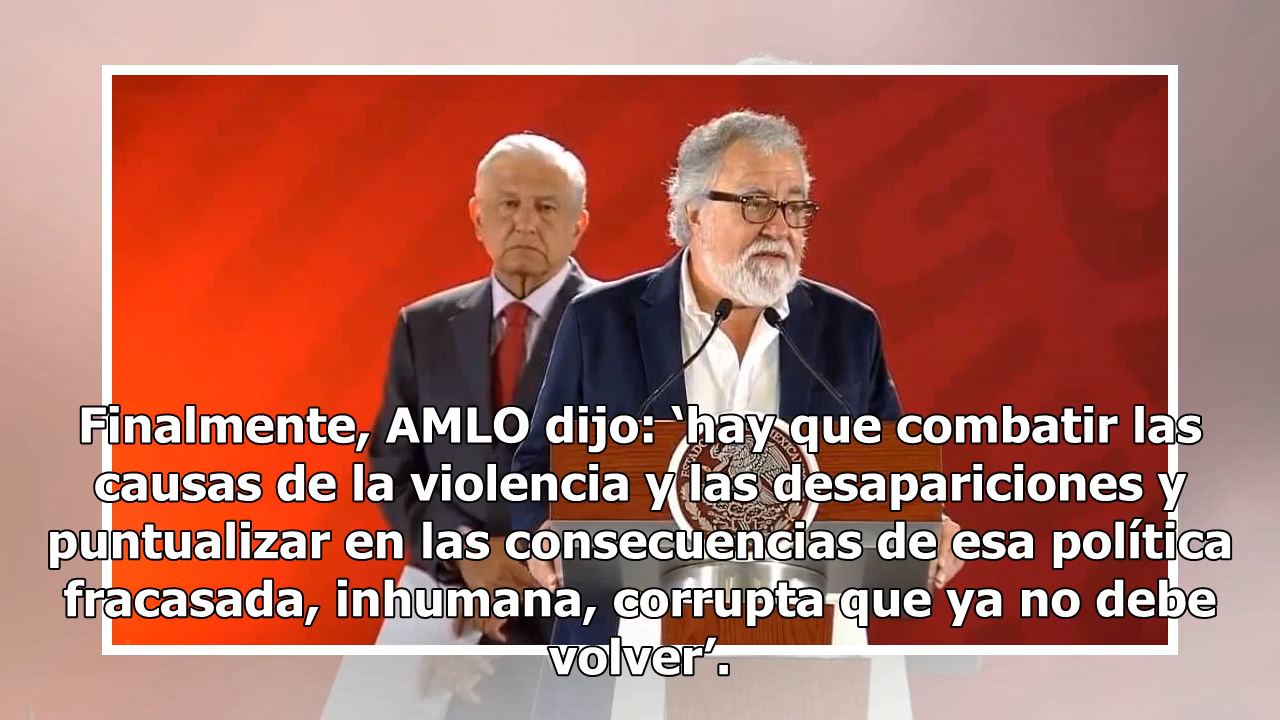 Finalmente, AMLO dijo: ‘hay que combatir las
causas de la violencia y las desapariciones y
puntualizar en las consecuencias de esa política
fracasada, inhumana, corrupta que ya no debe
volver’.